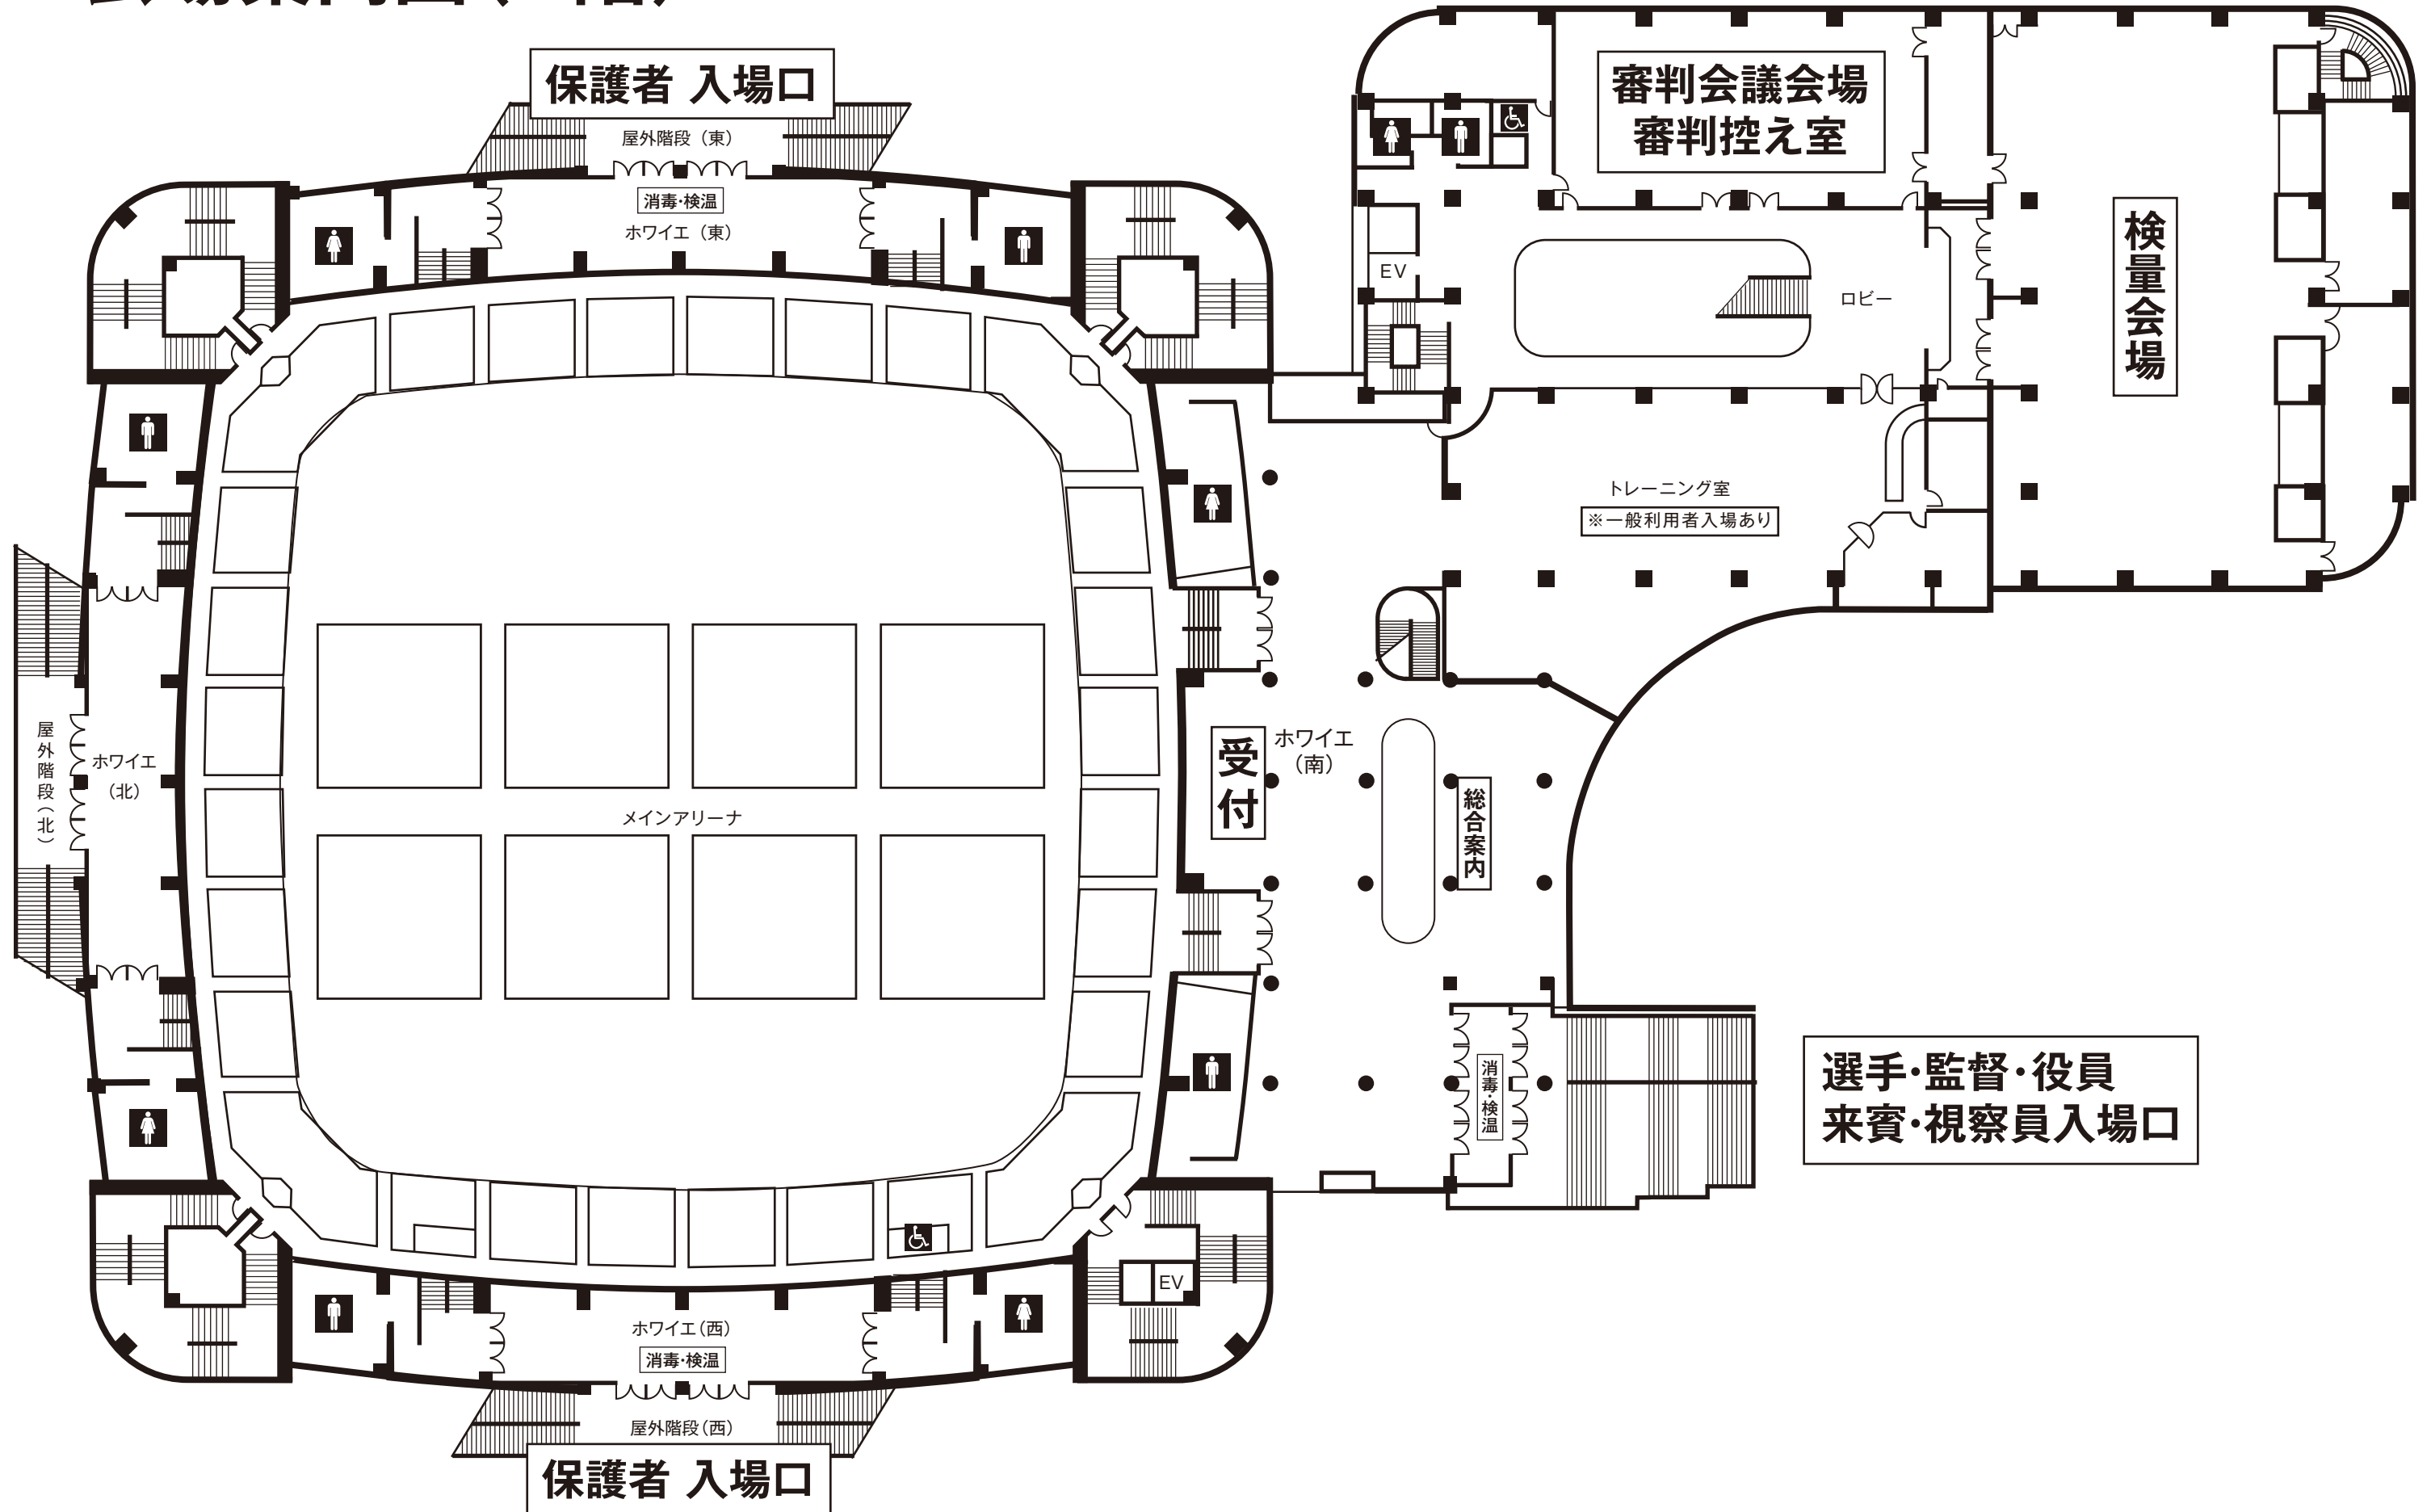 保護者 入場口
屋外階段（東）
消毒・検温
ホワイエ（東）
審判会議会場
審判控え室
検量会場
EV
ロビー
トレーニング室
※一般利用者入場あり
屋外階段（北）
ホワイエ
（北）
メインアリーナ
受付
ホワイエ
（南）
総合案内
消毒・検温
選手・監督・役員
来賓・視察員入場口
EV
ホワイエ（西）
消毒・検温
屋外階段（西）
保護者 入場口